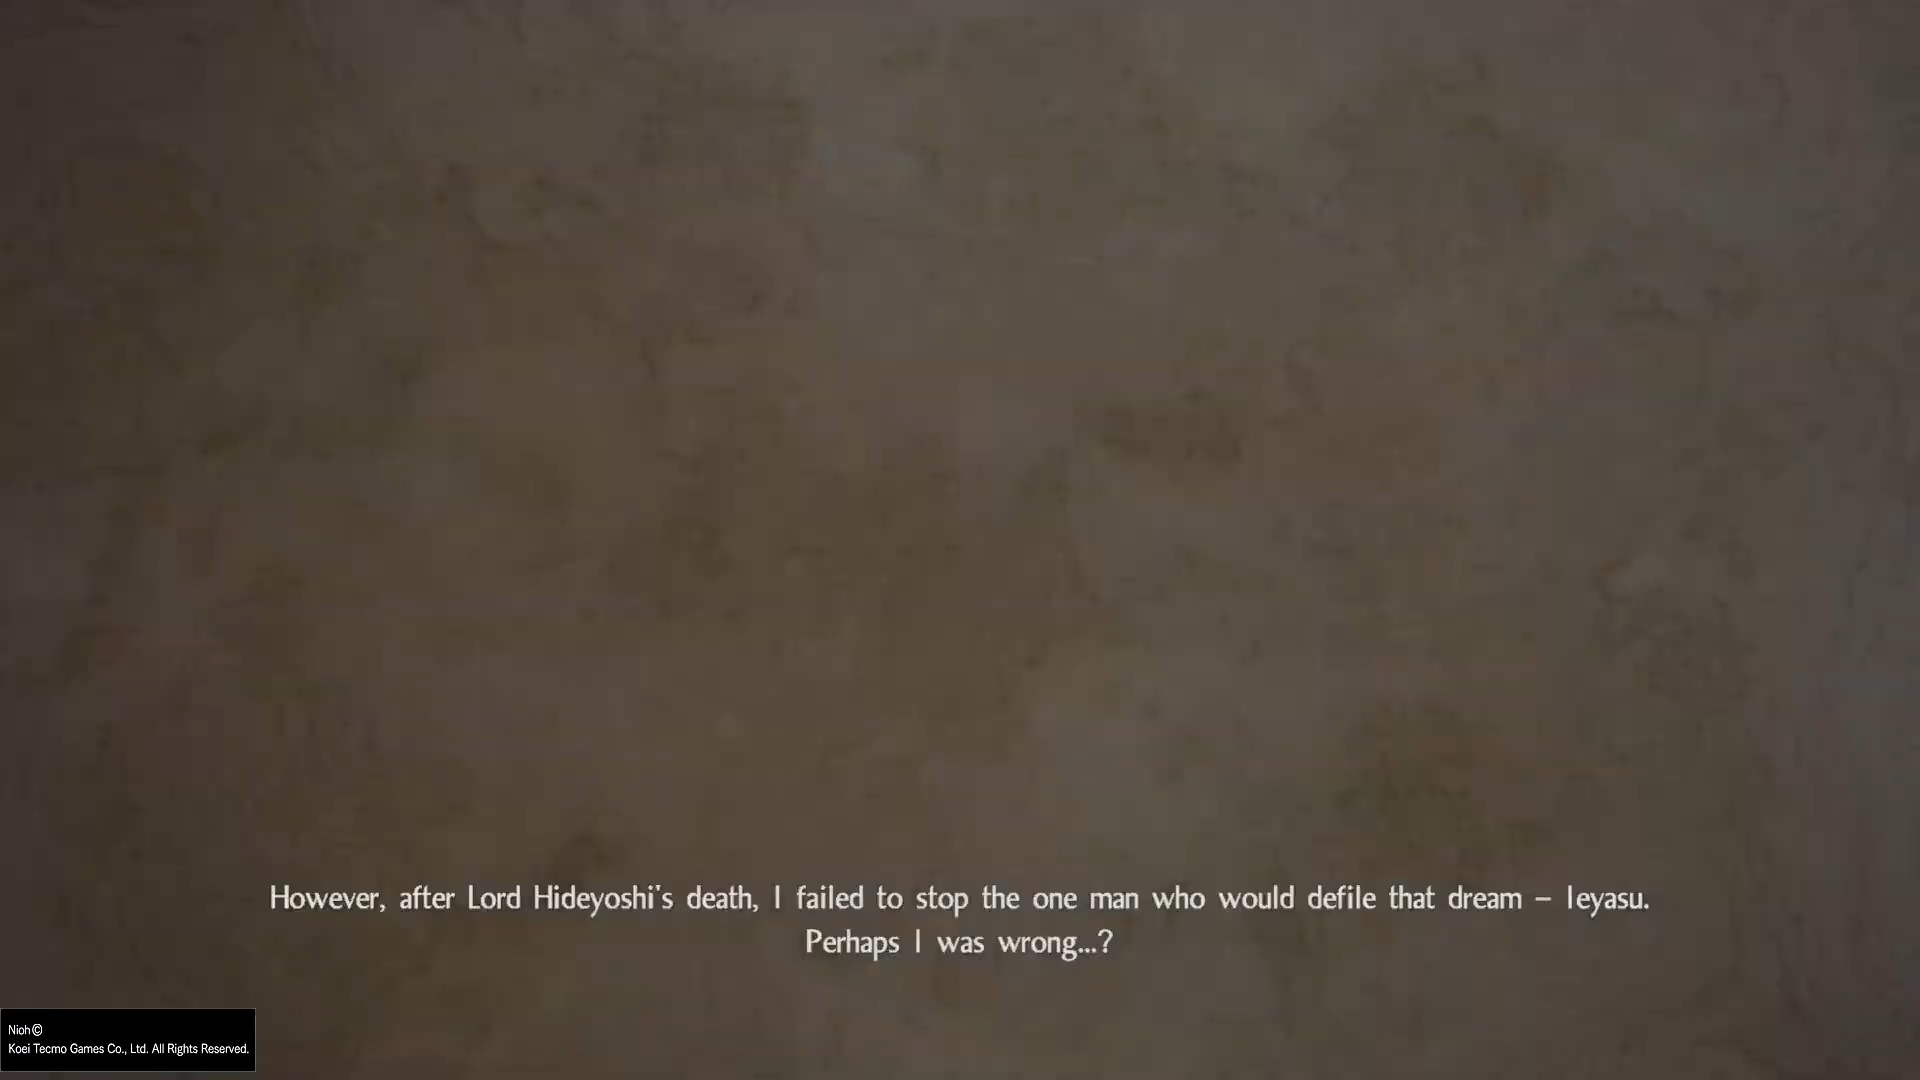 However, after Lord Hideyoshi's death, I failed to stop the one man who would defile that dream – Ieyasu.
Perhaps I was wrong...?
Nioh©
Koei Tecmo Games Co., Ltd. All Rights Reserved.